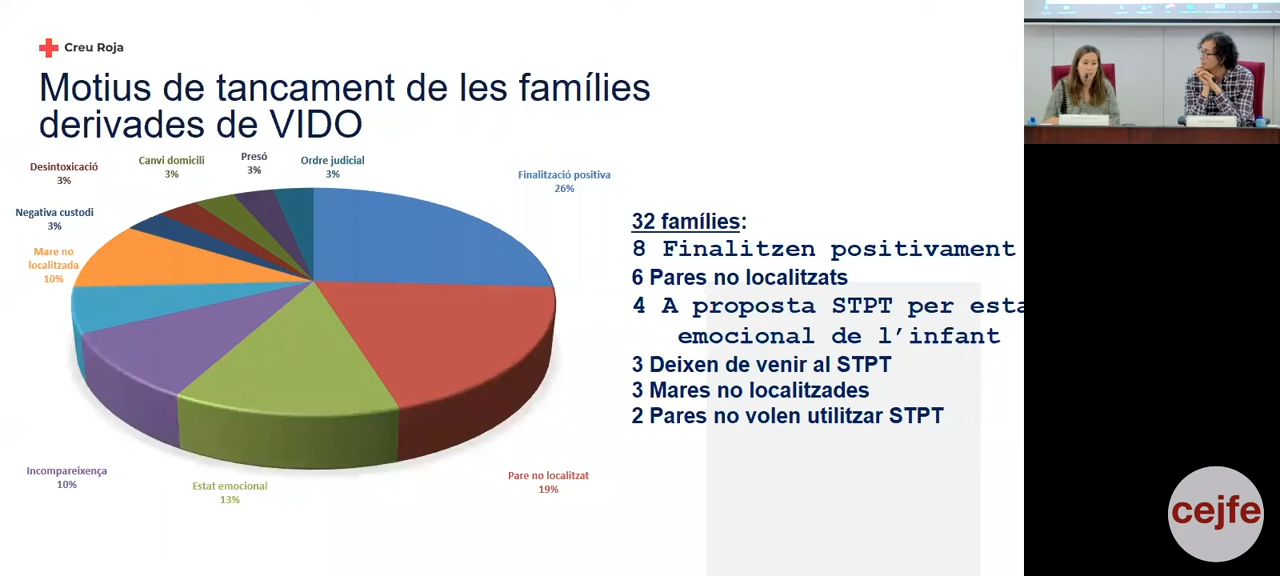 Creu Roja
Motius de tancament de les famílies
derivades de VIDO
Desintoxicació
3%
Canvi domicili
3%
Presó
3%
Ordre judicial
3%
Finalització positiva
26%
Negativa custodi
3%
Mare no
localitzada
10%
Incompareixença
10%
Estat emocional
13%
Pare no localitzat
19%
32 famílies:
8 Finalitzen positivament
6 Pares no localitzats
4 A proposta STPT per esta
emocional de l’infant
3 Deixen de venir al STPT
3 Mares no localitzades
2 Pares no volen utilitzar STPT
cejfe